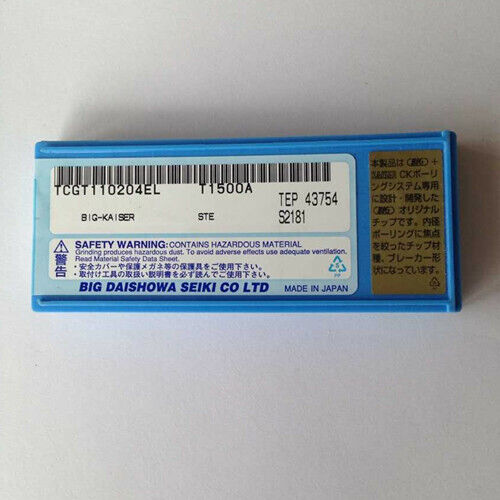 TCGT110204EL T1500A
TEP 43754
BIG-KAISER STE S2181
SAFETY WARNING: CONTAINS HAZARDOUS MATERIAL
Grinding produces hazardous dust. To avoid adverse effects use adequate ventilation.
Read Material Safety Data Sheet.
警告
・安全カバーや保護メガネ等の保護具をご使用下さい。
・取付け工具の取扱い説明書を必ず読んでご使用下さい。
BIG DAISHOWA SEIKI CO LTD MADE IN JAPAN
本製品は BIG+
KAISER CKボーリ
ングシステム専用
に設計・開発した
BIG オリジナル
チップです。内径
ボーリングに焦点
を絞ったチップ材
種、ブレーカー形
状になっています。
PP